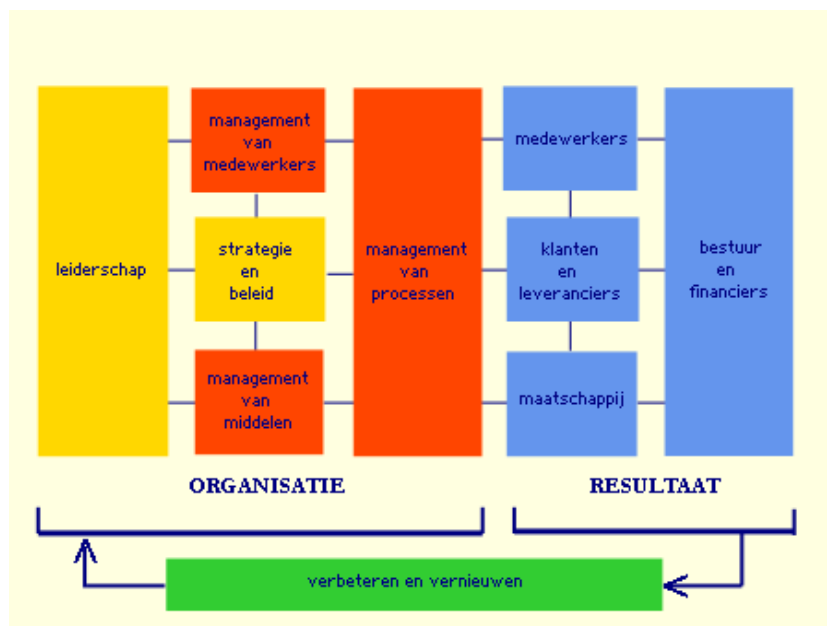 leiderschap
management
van
medewerkers
strategie
en
beleid
management
van
middelen
management
van
processen
medewerkers
klanten
en
leveranciers
maatschappij
bestuur
en
financiers
ORGANISATIE
RESULTAAT
verbeteren en vernieuwen